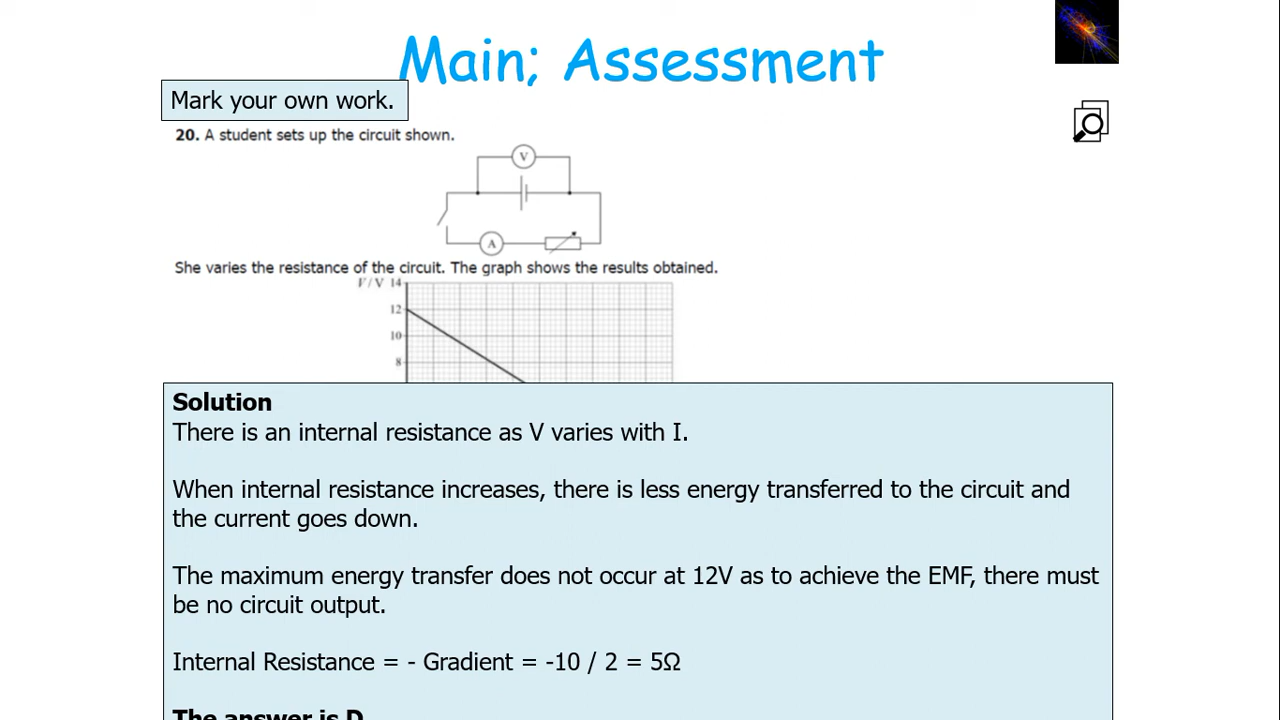 Main; Assessment
Mark your own work.
20. A student sets up the circuit shown.
V
A
She varies the resistance of the circuit. The graph shows the results obtained.
V/V 14
12
10
8
Solution
There is an internal resistance as V varies with I.
When internal resistance increases, there is less energy transferred to the circuit and
the current goes down.
The maximum energy transfer does not occur at 12V as to achieve the EMF, there must
be no circuit output.
Internal Resistance = - Gradient = -10 / 2 = 5Ω
The answer is D